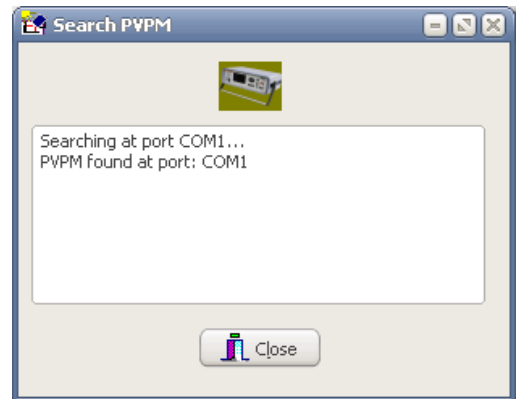 Search PVPM
Searching at port COM1...
PVPM found at port: COM1
Close